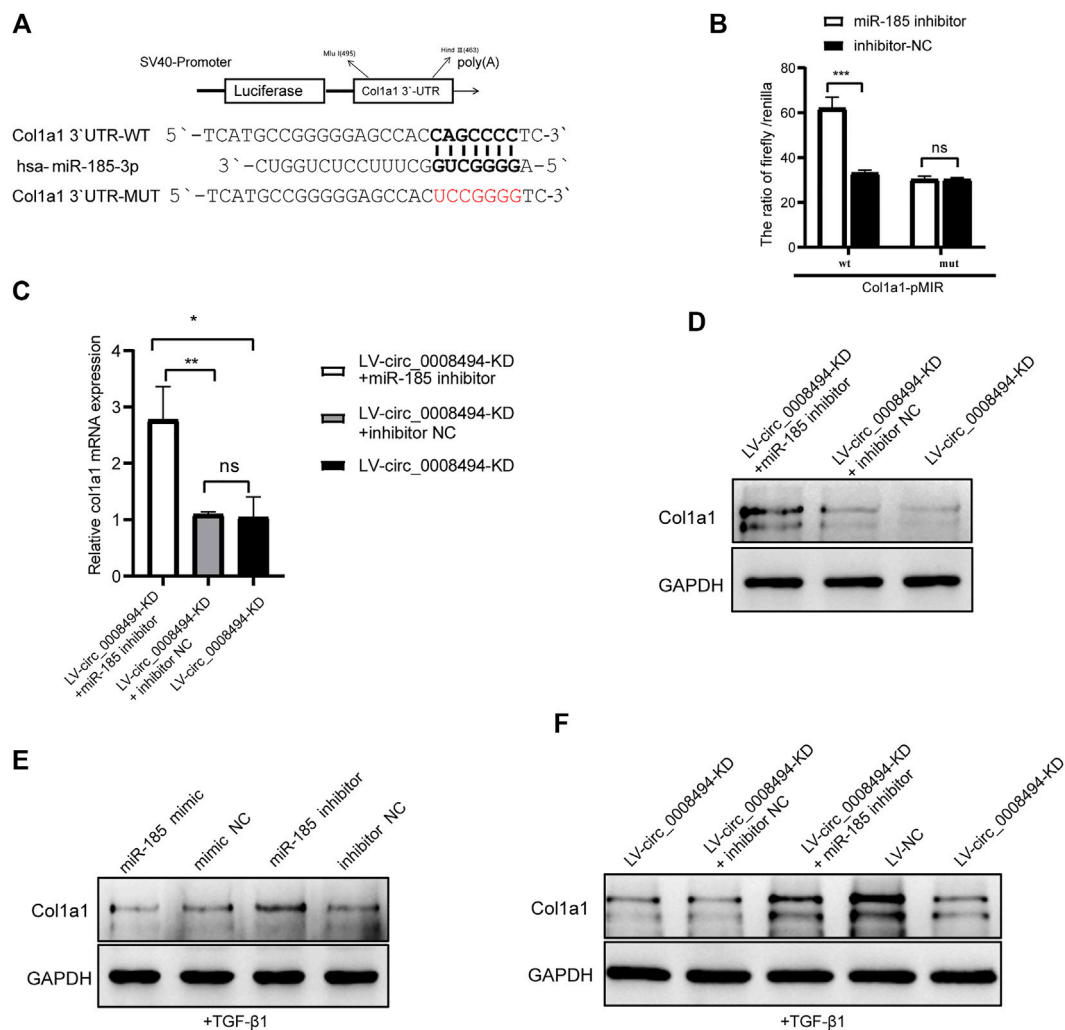 A
Mlu I(495)
Hind Ⅲ(463)
SV40-Promoter
poly(A)
Luciferase
Col1a1 3`-UTR
Col1a1 3`UTR-WT 5`-TCATGCCGGGGGAGCCACCAGCCCCTC-3`
hsa-miR-185-3p 3`-CUGGUCUCCUUUCGGUCGGGGA-5`
Col1a1 3`UTR-MUT 5`-TCATGCCGGGGGAGCCACUCCGGGGTC-3`
B
miR-185 inhibitor
inhibitor-NC
The ratio of firefly /renilla
80
60
40
20
0
***
ns
wt
mut
Col1a1-pMIR
C
Relative col1a1 mRNA expression
4
3
2
1
0
*
**
ns
LV-circ_0008494-KD
+miR-185 inhibitor
LV-circ_0008494-KD
+ inhibitor NC
LV-circ_0008494-KD
LV-circ_0008494-KD
+miR-185 inhibitor
LV-circ_0008494-KD
+inhibitor NC
LV-circ_0008494-KD
D
LV-circ_0008494-KD
+miR-185 inhibitor
LV-circ_0008494-KD
+ inhibitor NC
LV-circ_0008494-KD
Col1a1
GAPDH
E
miR-185 mimic
mimic NC
miR-185 inhibitor
inhibitor NC
Col1a1
GAPDH
+TGF-β1
F
LV-circ_0008494-KD
LV-circ_0008494-KD
+ inhibitor NC
LV-circ_0008494-KD
+ miR-185 inhibitor
LV-NC
LV-circ_0008494-KD
Col1a1
GAPDH
+TGF-β1